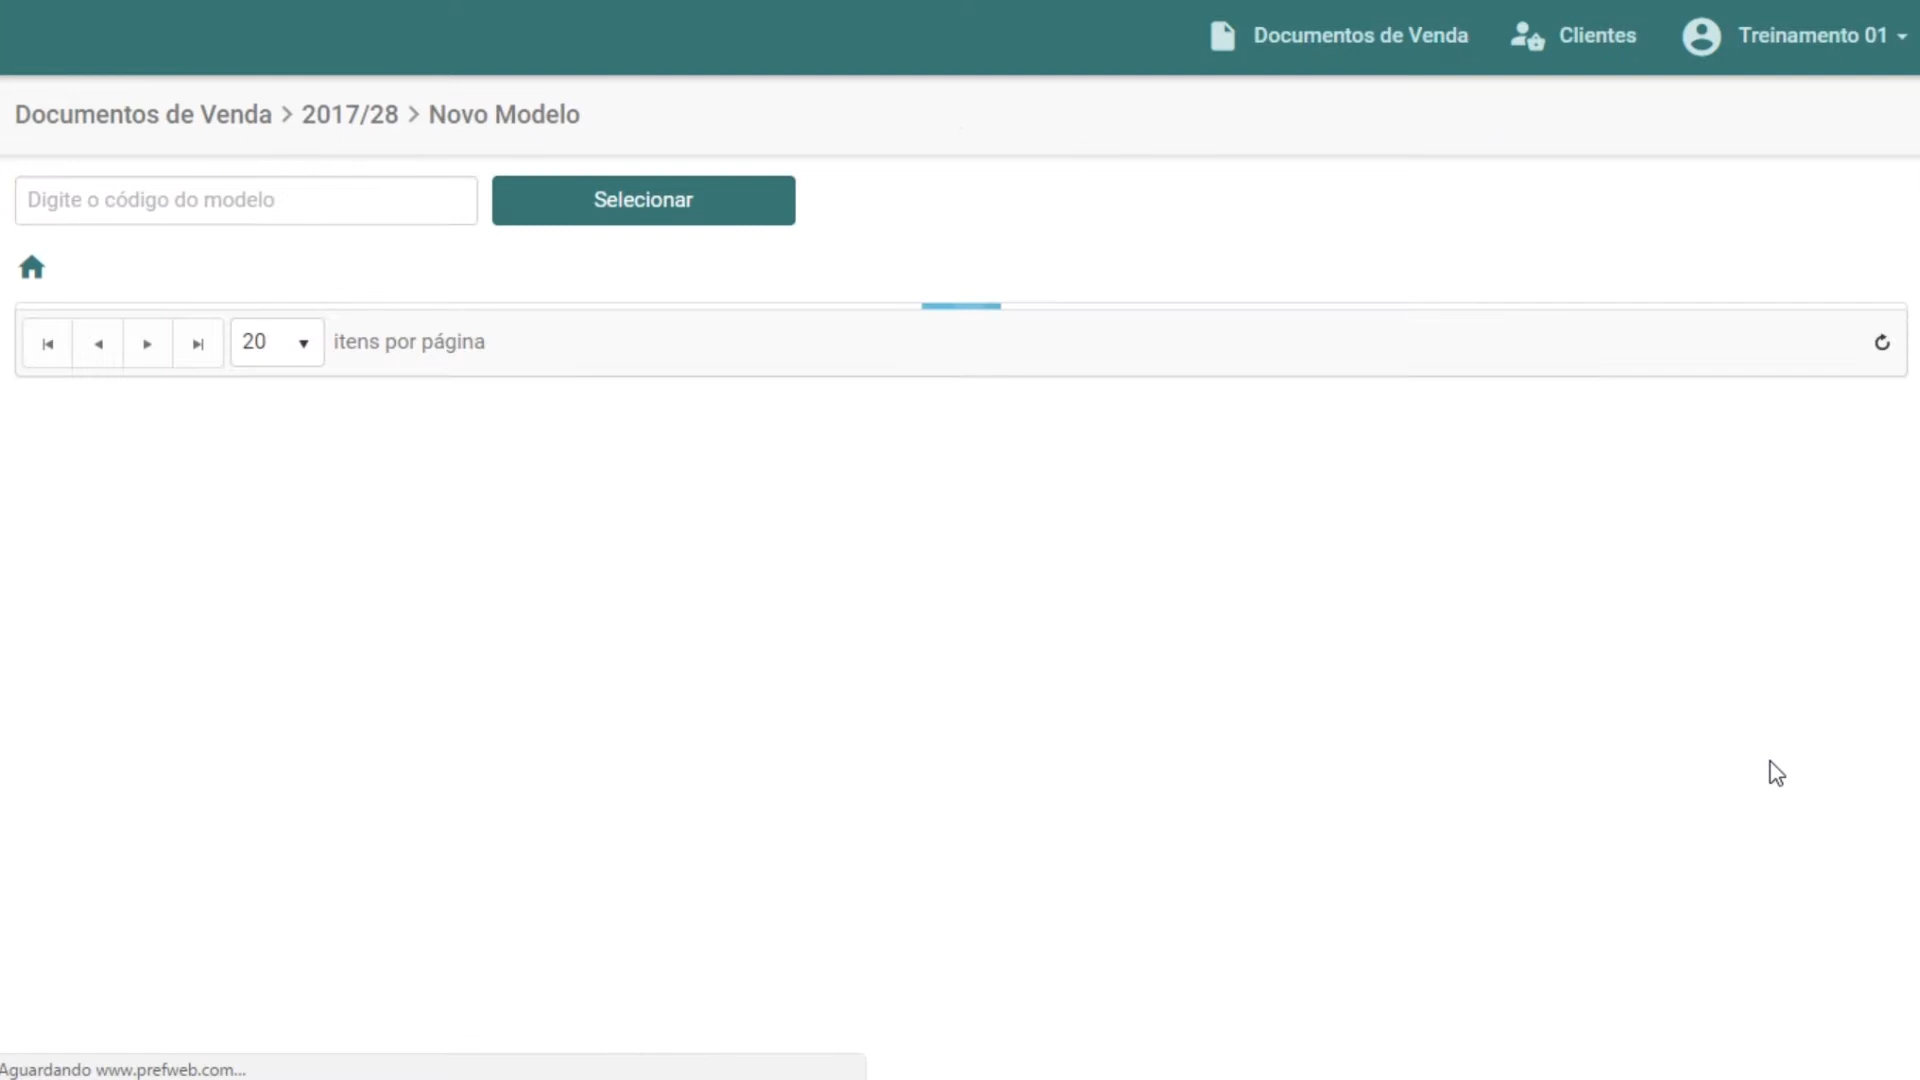 Documentos de Venda Clientes Treinamento 01
Documentos de Venda > 2017/28 > Novo Modelo
Digite o código do modelo Selecionar
20 itens por página
Aguardando www.prefweb.com...